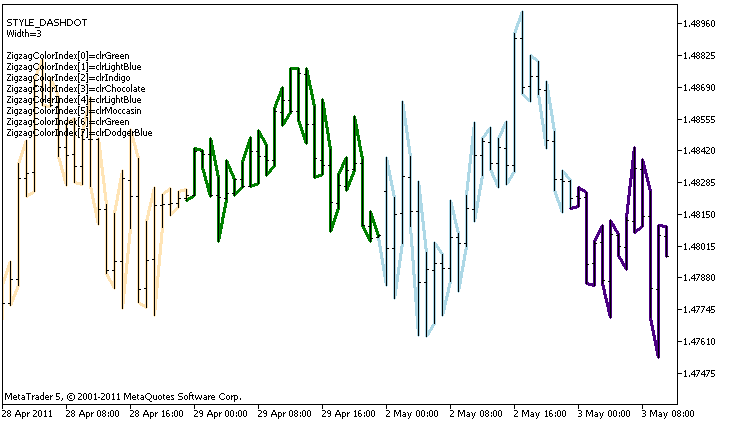 STYLE_DASHDOT
Width=3
ZigzagColorIndex[0]=clrGreen
ZigzagColorIndex[1]=clrLightBlue
ZigzagColorIndex[2]=clrIndigo
ZigzagColorIndex[3]=clrChocolate
ZigzagColorIndex[4]=clrLightBlue
ZigzagColorIndex[5]=clrMoccasin
ZigzagColorIndex[6]=clrGreen
ZigzagColorIndex[7]=clrDodgerBlue
1.48960
1.48825
1.48690
1.48555
1.48420
1.48285
1.48150
1.48015
1.47880
1.47745
1.47610
1.47475
MetaTrader 5, © 2001-2011 MetaQuotes Software Corp.
28 Apr 2011 28 Apr 08:00 28 Apr 16:00 29 Apr 00:00 29 Apr 08:00 29 Apr 16:00 2 May 00:00 2 May 08:00 2 May 16:00 3 May 00:00 3 May 08:00